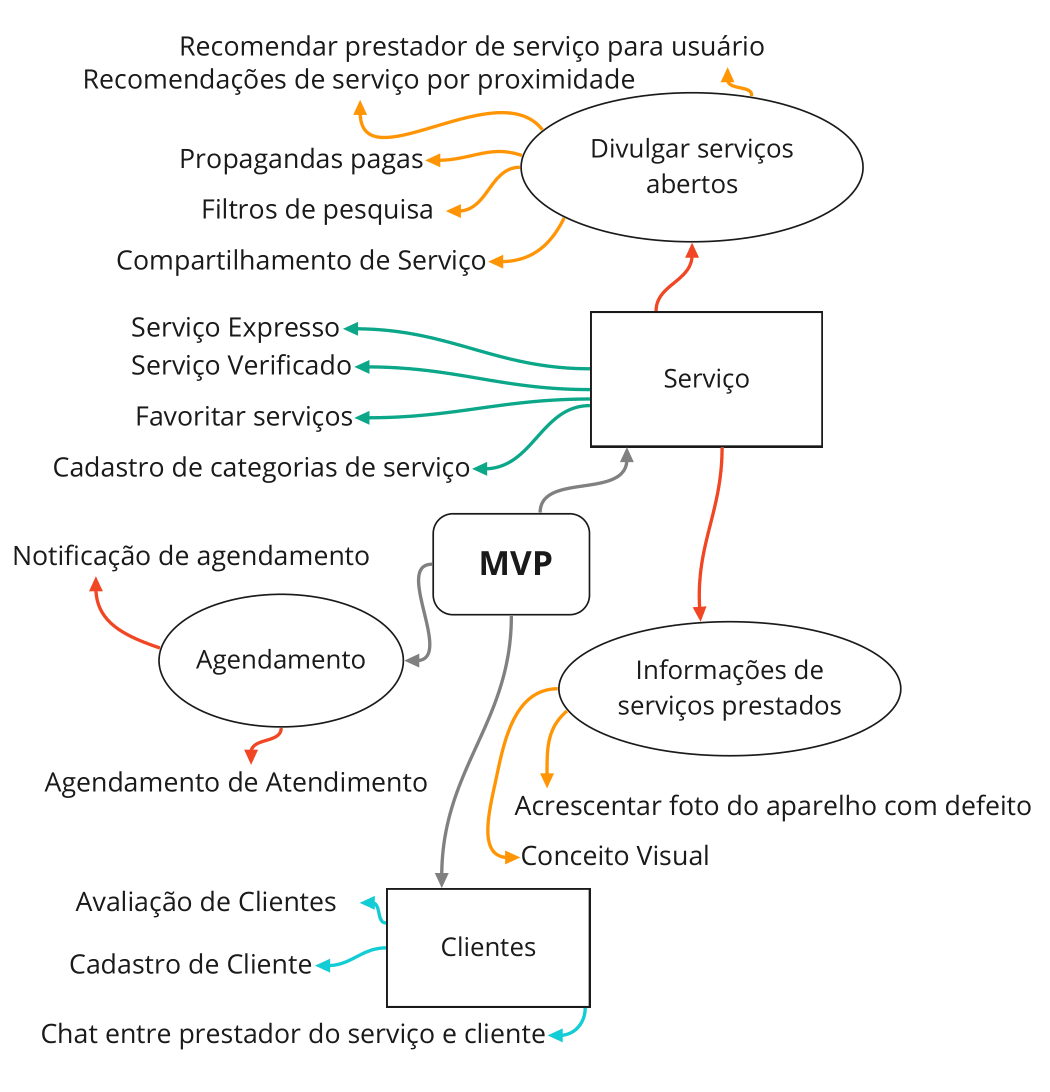 Recomendar prestador de serviço para usuário
Recomendações de serviço por proximidade
Divulgar serviços
abertos
Propagandas pagas
Filtros de pesquisa
Compartilhamento de Serviço
Serviço Expresso
Serviço Verificado
Serviço
Favoritar serviços
Cadastro de categorias de serviço
MVP
Notificação de agendamento
Agendamento
Informações de
serviços prestados
Agendamento de Atendimento
Acrescentar foto do aparelho com defeito
Conceito Visual
Avaliação de Clientes
Clientes
Cadastro de Cliente
Chat entre prestador do serviço e cliente